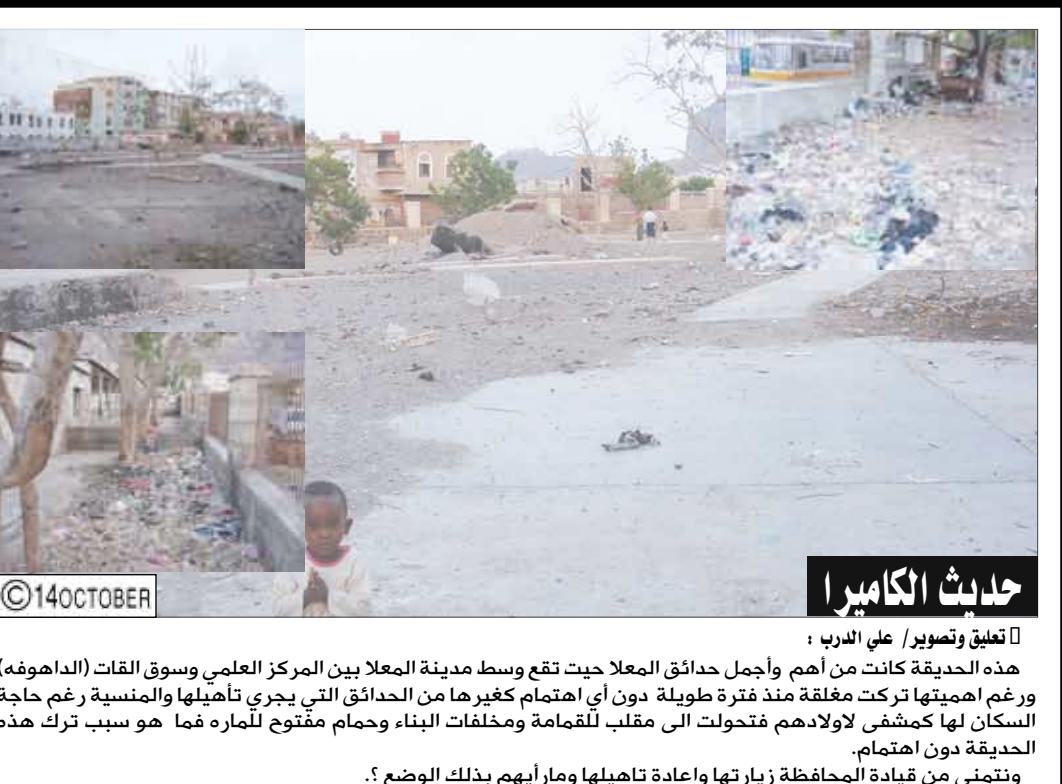 ©14OCTOBER
حديث الكاميرا
تعليق وتصوير/ علي الدرب :
هذه الحديقة كانت من أهم وأجمل حدائق المعلا حيت تقع وسط مدينة المعلا بين المركز العلمي وسوق القات (الداهوفه)
ورغم اهميتها تركت مغلقة منذ فترة طويلة دون أي اهتمام كغيرها من الحدائق التي يجري تأهيلها والمنسية رغم حاجة
السكان لها كمشفى لاولادهم فتحولت الى مقلب للقمامة ومخلفات البناء وحمام مفتوح للماره فما هو سبب ترك هذه
الحديقة دون اهتمام.
ونتمنى من قيادة المحافظة زيارتها واعادة تاهيلها ومارأيهم بذلك الوضع ؟.